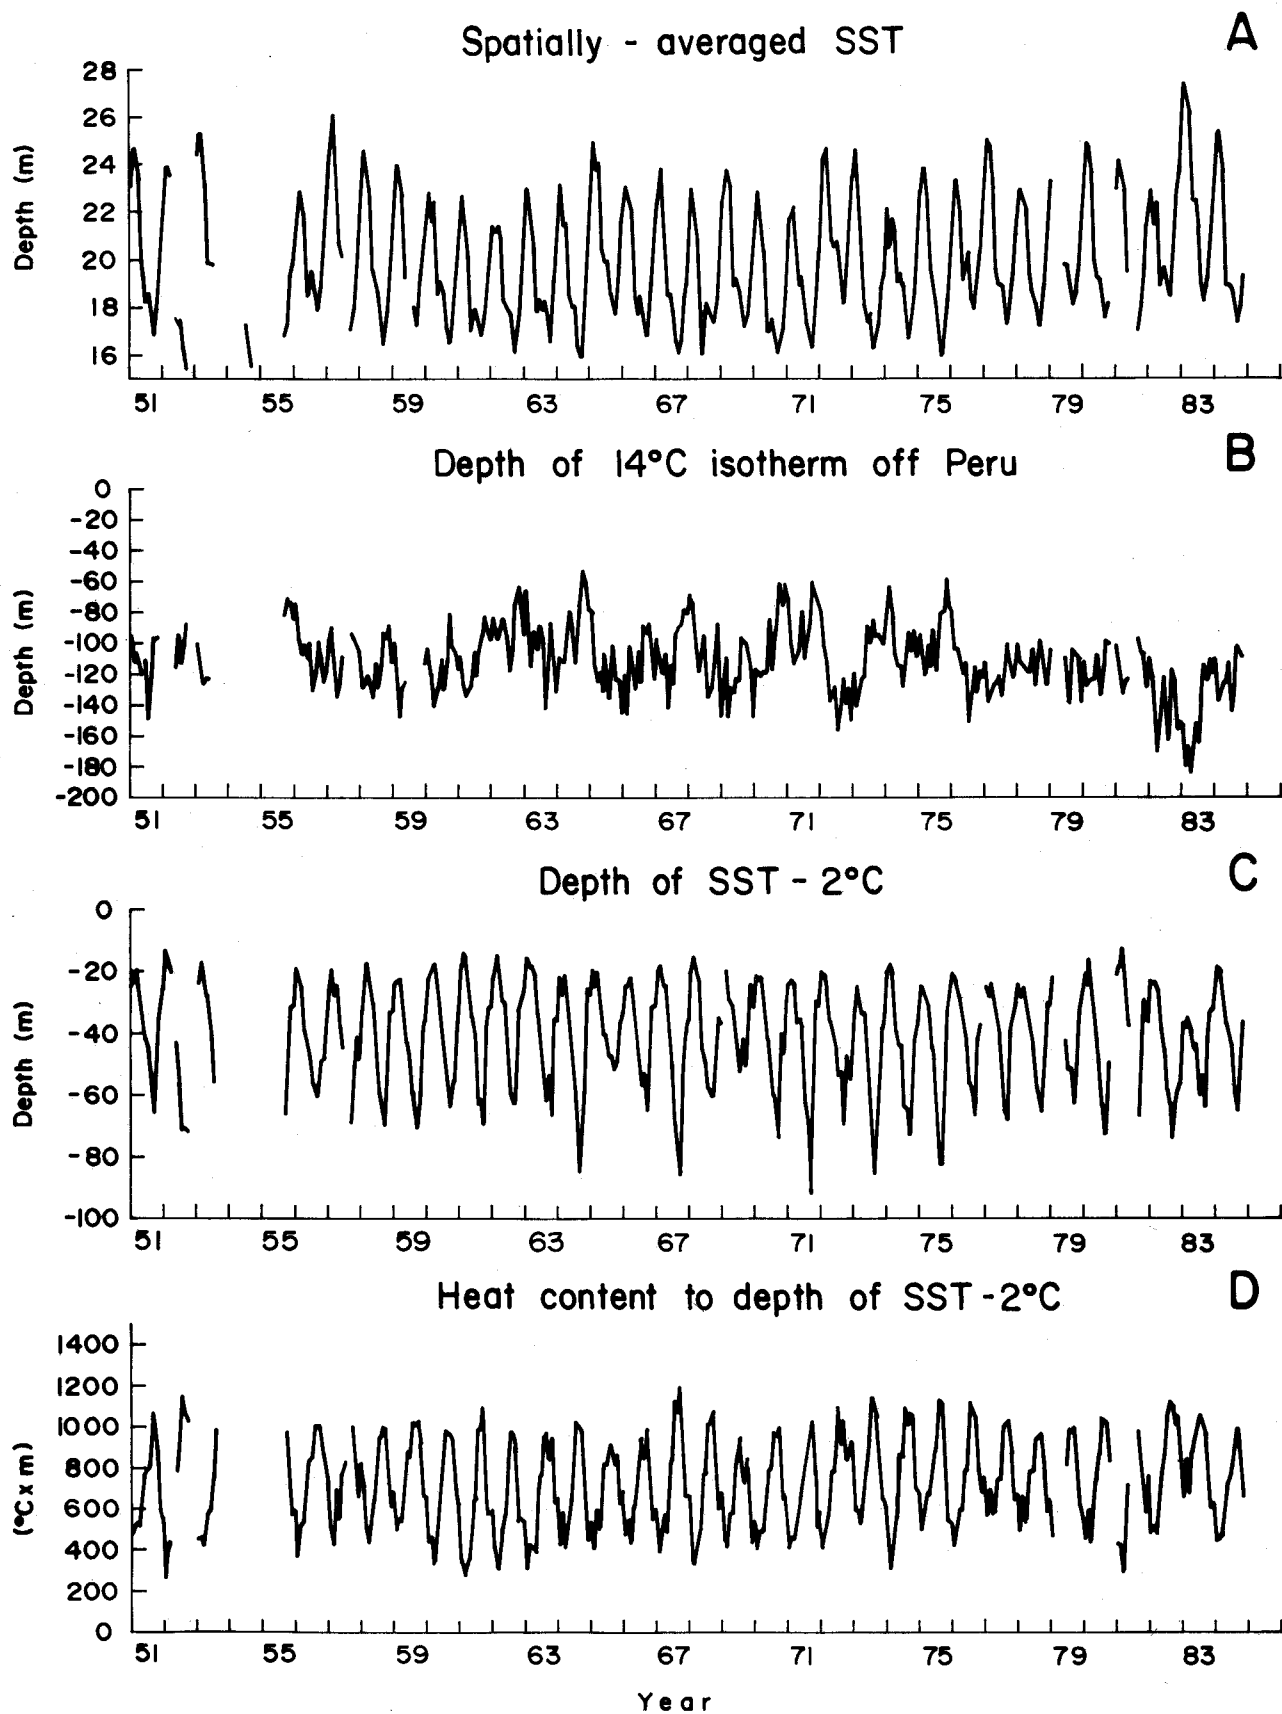 Spatially - averaged SST
A
Depth (m)
28
26
24
22
20
18
16
51 55 59 63 67 71 75 79 83
Depth of 14°C isotherm off Peru
B
Depth (m)
0
-20
-40
-60
-80
-100
-120
-140
-160
-180
-200
51 55 59 63 67 71 75 79 83
Depth of SST - 2°C
C
Depth (m)
0
-20
-40
-60
-80
-100
51 55 59 63 67 71 75 79 83
Heat content to depth of SST - 2°C
D
(°C x m)
1400
1200
1000
800
600
400
200
0
51 55 59 63 67 71 75 79 83
Year